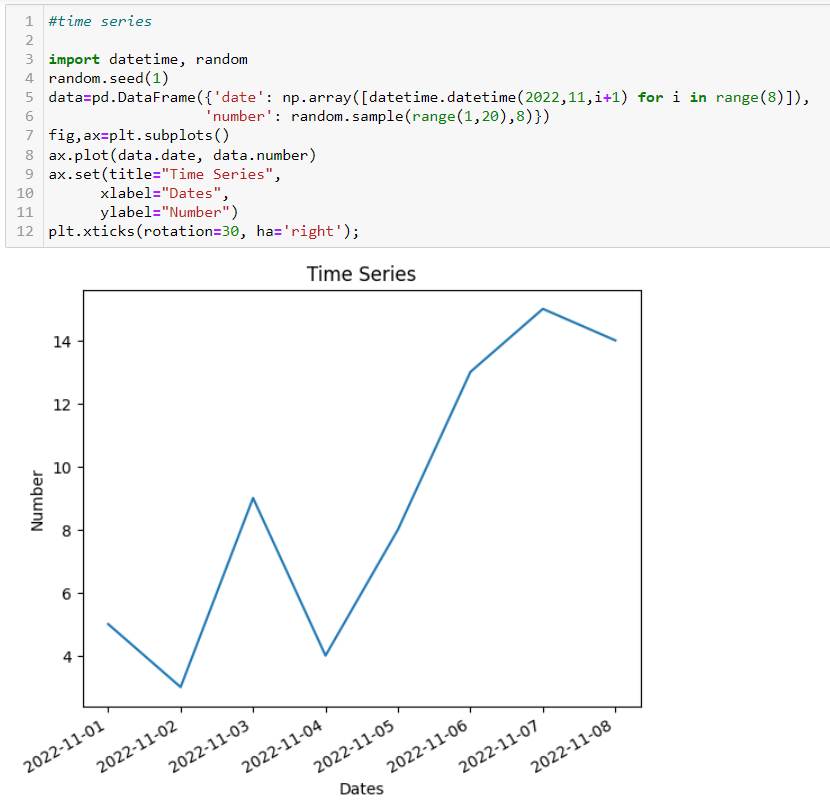 1 #time series
2
3 import datetime, random
4 random.seed(1)
5 data=pd.DataFrame({'date': np.array([datetime.datetime(2022,11,i+1) for i in range(8)]),
6                    'number': random.sample(range(1,20),8)})
7 fig,ax=plt.subplots()
8 ax.plot(data.date, data.number)
9 ax.set(title="Time Series",
10       xlabel="Dates",
11       ylabel="Number")
12 plt.xticks(rotation=30, ha='right');
Time Series
14
12
10
8
6
4
Number
2022-11-01
2022-11-02
2022-11-03
2022-11-04
2022-11-05
2022-11-06
2022-11-07
2022-11-08
Dates